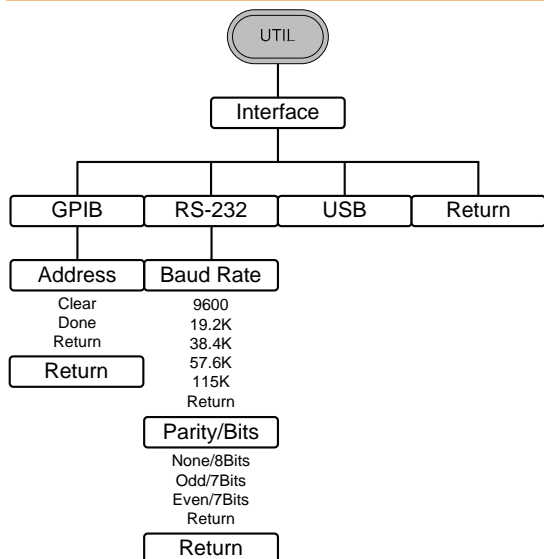 UTIL
Interface
GPIB RS-232 USB Return
Address Baud Rate
Clear 9600
Done 19.2K
Return 38.4K
Return 57.6K
115K
Return
Parity/Bits
None/8Bits
Odd/7Bits
Even/7Bits
Return
Return